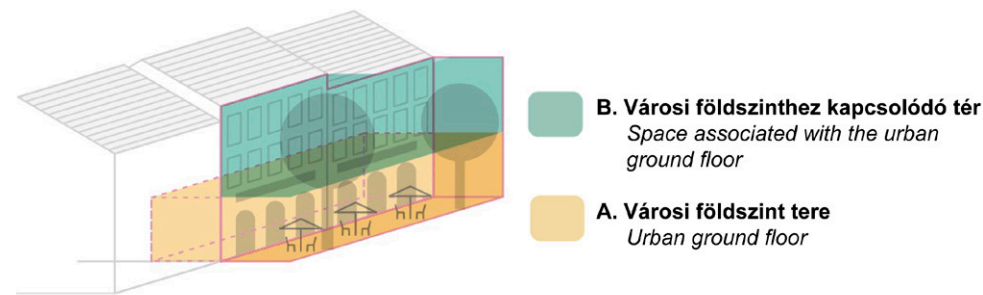 B. Városi földszinthez kapcsolódó tér
Space associated with the urban
ground floor
A. Városi földszint tere
Urban ground floor